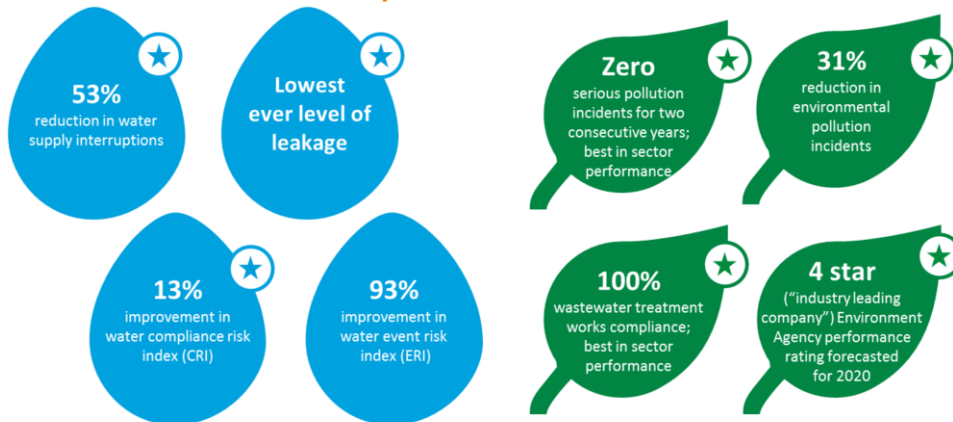 53%
reduction in water
supply interruptions
Lowest
ever level of
leakage
Zero
serious pollution
incidents for two
consecutive years;
best in sector
performance
31%
reduction in
environmental
pollution
incidents
13%
improvement in
water compliance risk
index (CRI)
93%
improvement in
water event risk
index (ERI)
100%
wastewater treatment
works compliance;
best in sector
performance
4 star
(“industry leading
company”) Environment
Agency performance
rating forecasted
for 2020